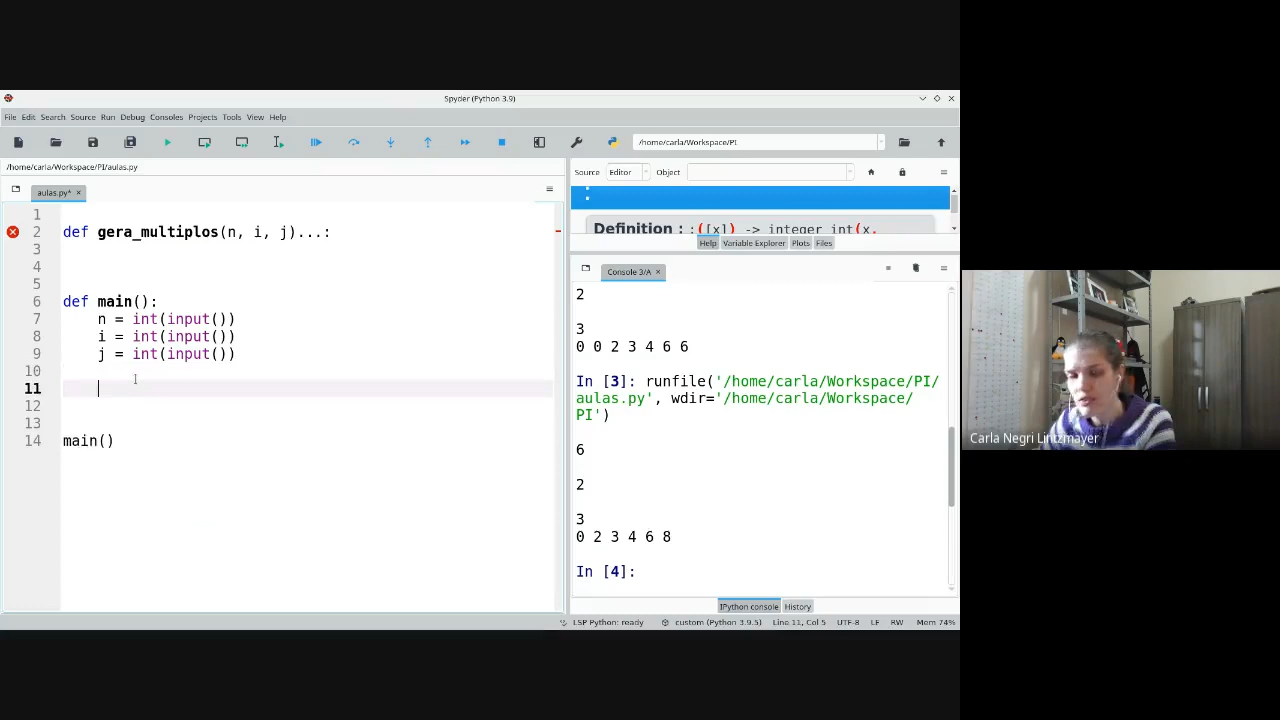 Spyder (Python 3.9)
File Edit Search Source Run Debug Consoles Projects Tools View Help
/home/carla/Workspace/PI
/home/carla/Workspace/PI/aulas.py
aulas.py*
1
2 def gera_multiplos(n, i, j)...:
3
4
5
6 def main():
7 n = int(input())
8 i = int(input())
9 j = int(input())
10
11
12
13
14 main()
Source Editor Object
:
Definition : :([x]) -> integer int(x,
Help Variable Explorer Plots Files
Console 3/A
2
3
0 0 2 3 4 6 6
In [3]: runfile('/home/carla/Workspace/PI/
aulas.py', wdir='/home/carla/Workspace/
PI')
6
2
3
0 2 3 4 6 8
In [4]:
IPython console History
LSP Python: ready custom (Python 3.9.5) Line 11, Col 5 UTF-8 LF RW Mem 74%
Carla Negri Lintzmayer